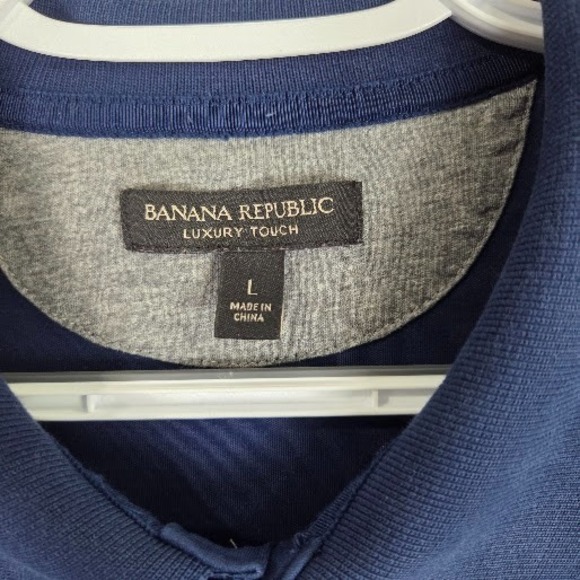 BANANA REPUBLIC
LUXURY TOUCH
L
MADE IN
CHINA